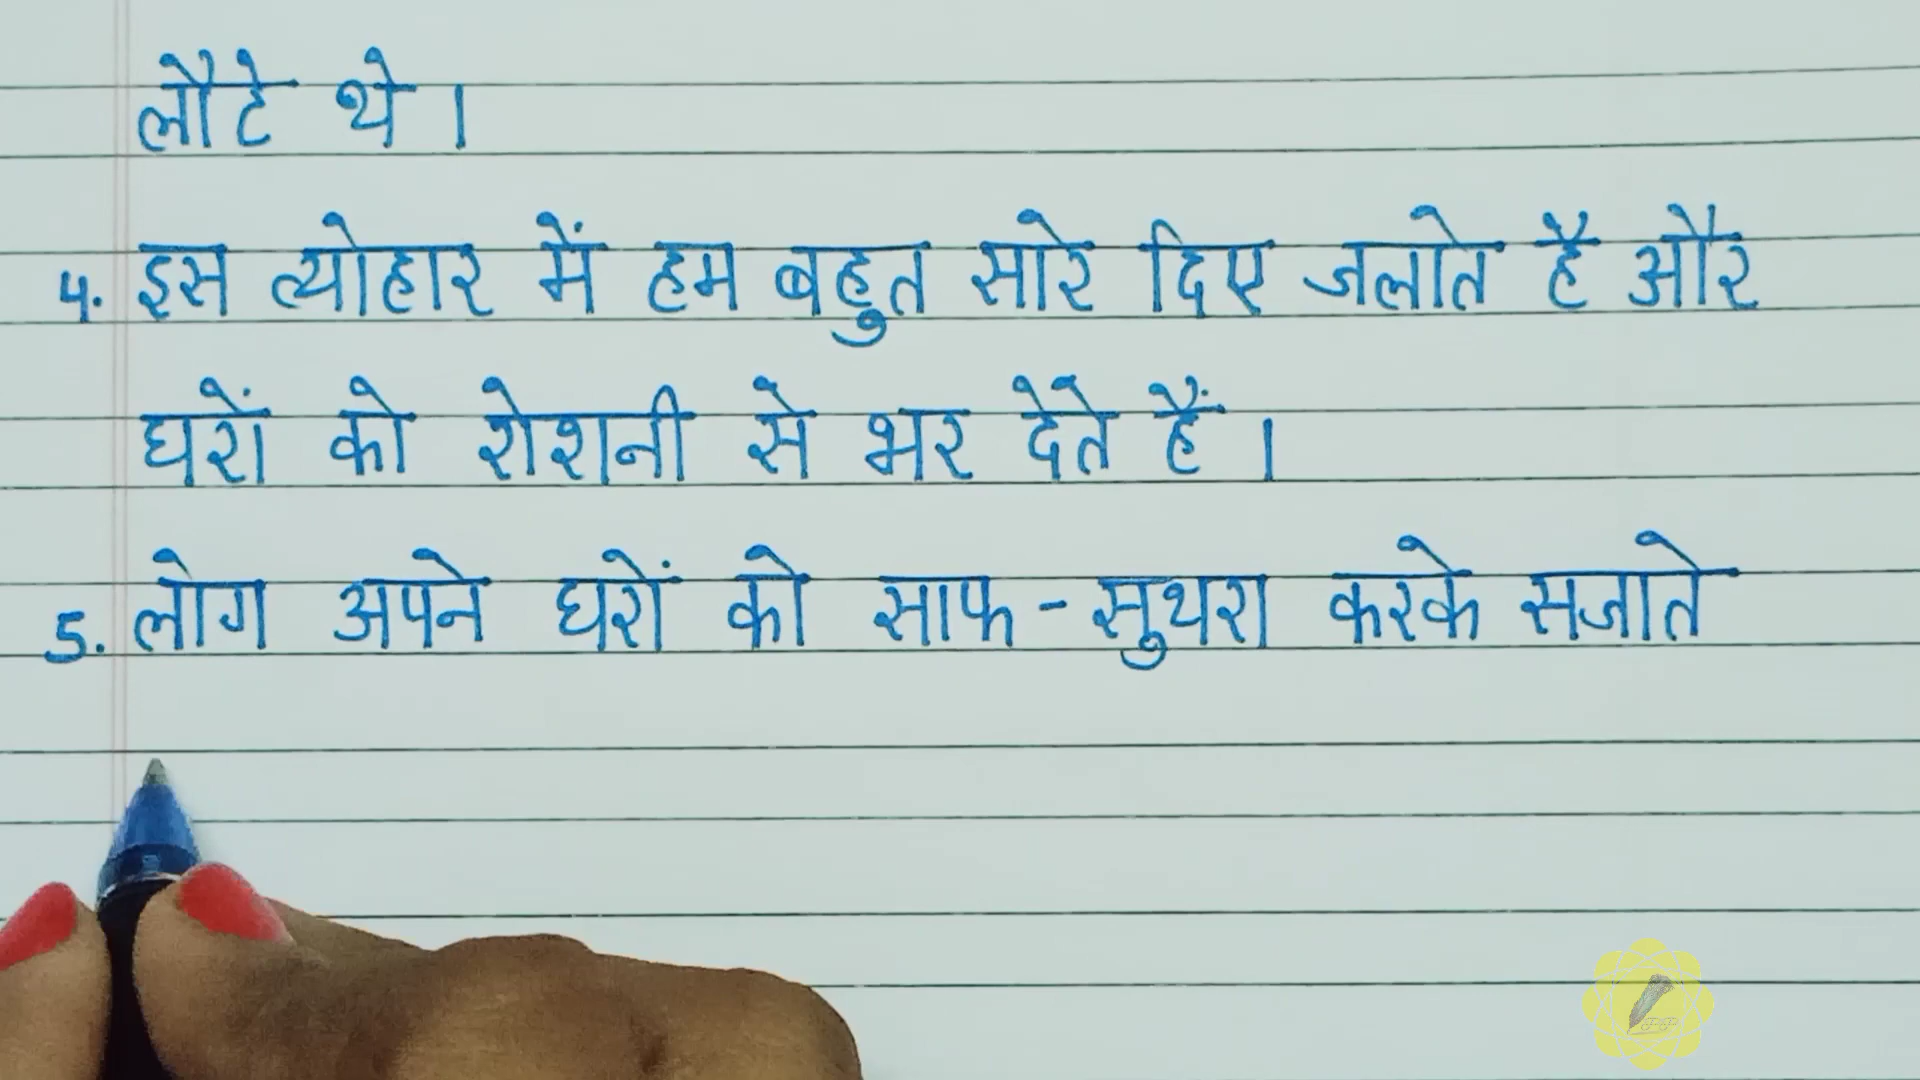 लौटे थे।
4. इस त्योहार में हम बहुत सारे दिए जलाते है और
घरों को रोशनी से भर देते हैं।
5. लोग अपने घरों को साफ-सुथरा करके सजाते